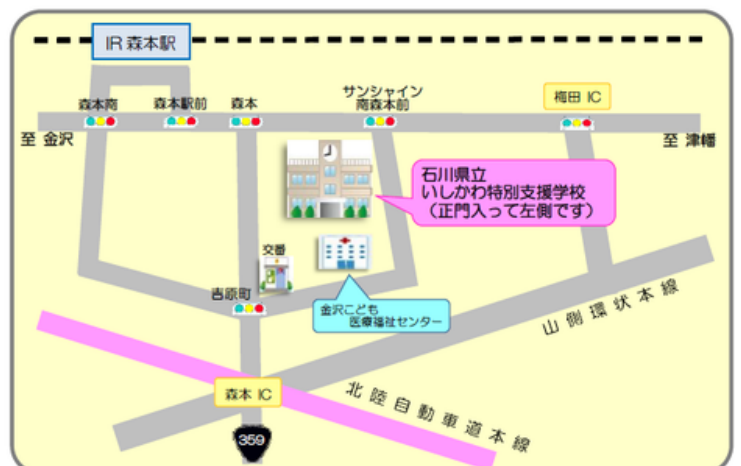 IR 森本駅
森本南
森本駅前
森本
サンシャイン
南森本前
梅田 IC
至 金沢
至 津幡
石川県立
いしかわ特別支援学校
(正門入って左側です)
交番
吉原町
金沢こども
医療福祉センター
山側環状本線
森本 IC
北陸自動車道本線
359